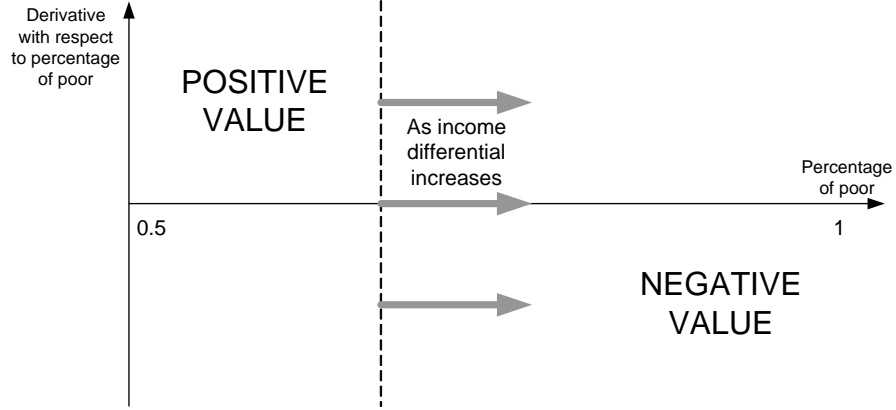 Derivative
with respect
to percentage
of poor
POSITIVE
VALUE
As income
differential
increases
Percentage
of poor
0.5
1
NEGATIVE
VALUE